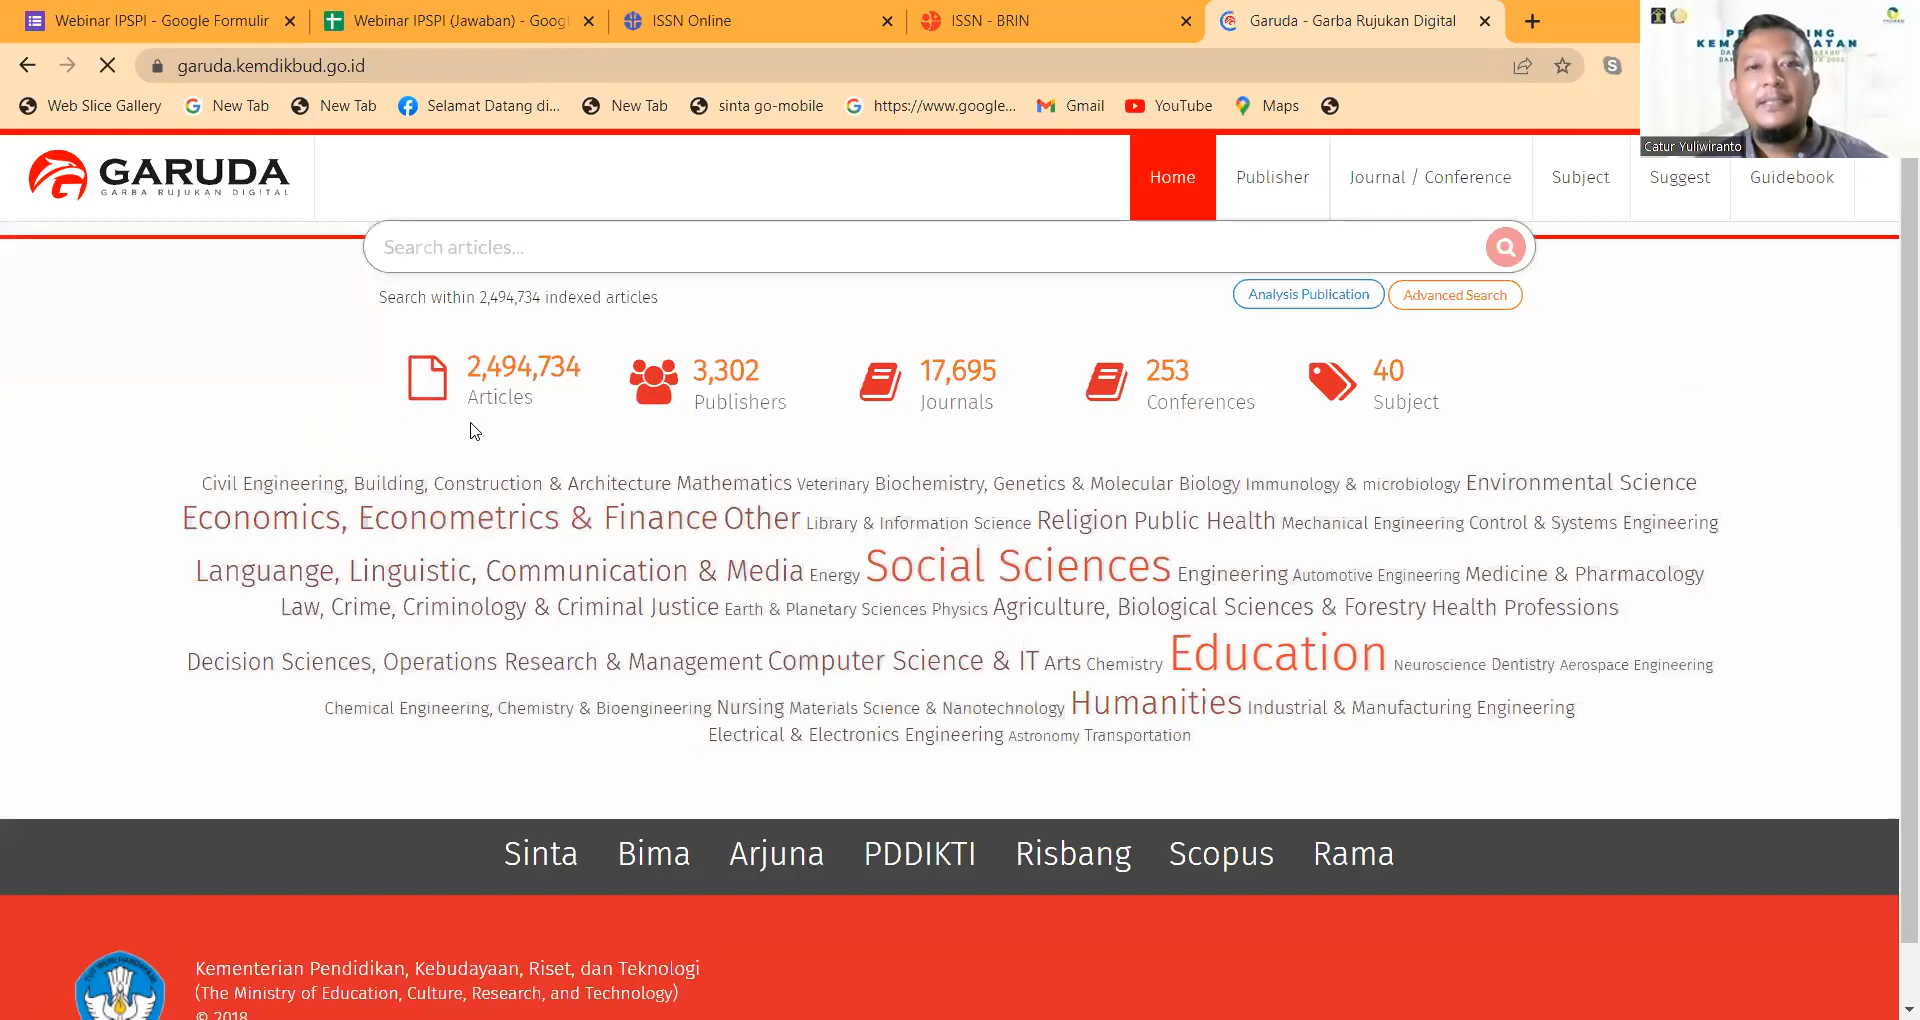 Webinar IPSPI - Google Formulir
Webinar IPSPI (Jawaban) - Goog
ISSN Online
ISSN - BRIN
Garuda - Garba Rujukan Digital
garuda.kemdikbud.go.id
Web Slice Gallery
New Tab
New Tab
Selamat Datang di...
New Tab
sinta go-mobile
https://www.google...
Gmail
YouTube
Maps
Catur Yuliwiranto
GARUDA
GARBA RUJUKAN DIGITAL
Home
Publisher
Journal / Conference
Subject
Suggest
Guidebook
Search articles...
Search within 2,494,734 indexed articles
Analysis Publication
Advanced Search
2,494,734
Articles
3,302
Publishers
17,695
Journals
253
Conferences
40
Subject
Civil Engineering, Building, Construction & Architecture Mathematics Veterinary Biochemistry, Genetics & Molecular Biology Immunology & microbiology Environmental Science
Economics, Econometrics & Finance Other Library & Information Science Religion Public Health Mechanical Engineering Control & Systems Engineering
Languange, Linguistic, Communication & Media Energy Social Sciences Engineering Automotive Engineering Medicine & Pharmacology
Law, Crime, Criminology & Criminal Justice Earth & Planetary Sciences Physics Agriculture, Biological Sciences & Forestry Health Professions
Decision Sciences, Operations Research & Management Computer Science & IT Arts Chemistry Education Neuroscience Dentistry Aerospace Engineering
Chemical Engineering, Chemistry & Bioengineering Nursing Materials Science & Nanotechnology Humanities Industrial & Manufacturing Engineering
Electrical & Electronics Engineering Astronomy Transportation
Sinta
Bima
Arjuna
PDDIKTI
Risbang
Scopus
Rama
Kementerian Pendidikan, Kebudayaan, Riset, dan Teknologi
(The Ministry of Education, Culture, Research, and Technology)
© 2018